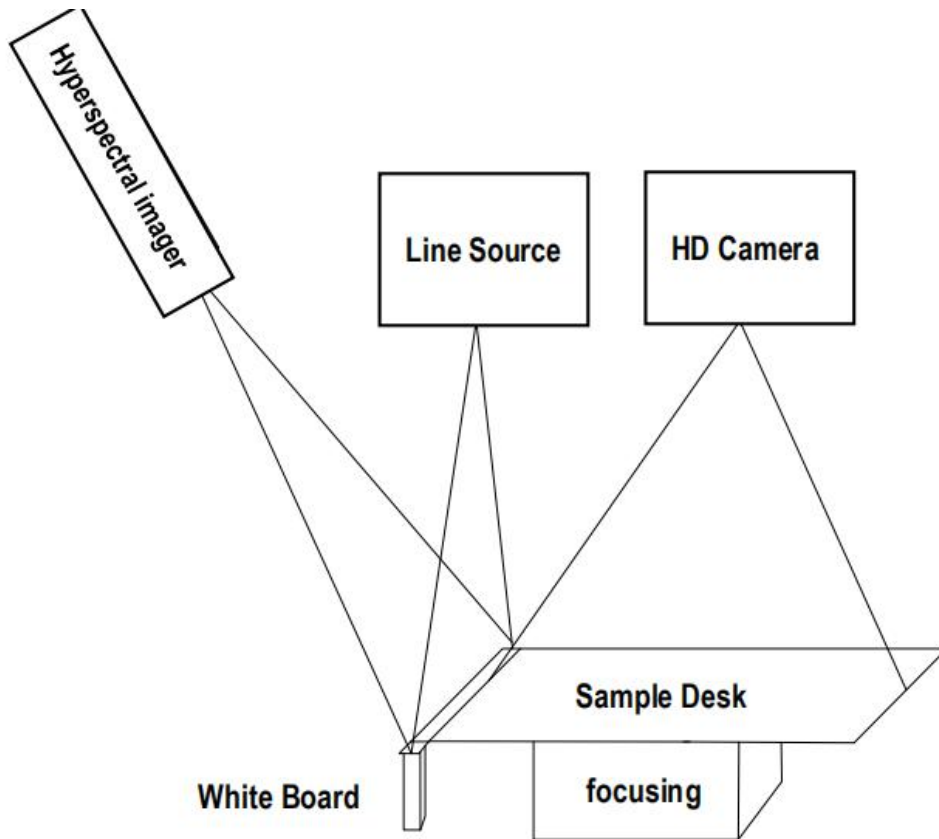 Hyperspectral imager
Line Source
HD Camera
Sample Desk
White Board
focusing